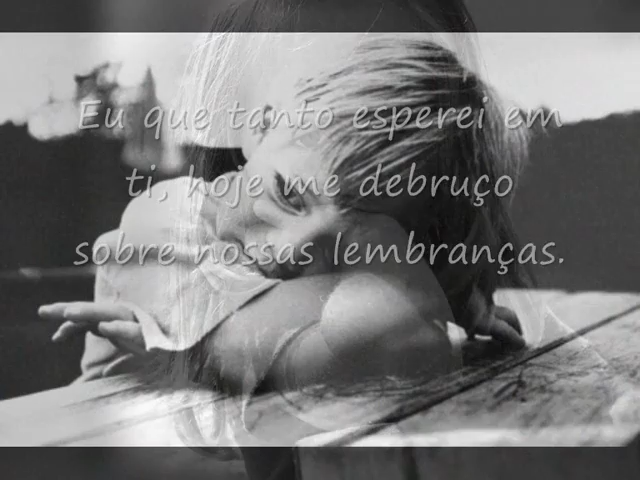 Eu que tanto esperei em
ti, hoje me debruço
sobre nossas lembranças.